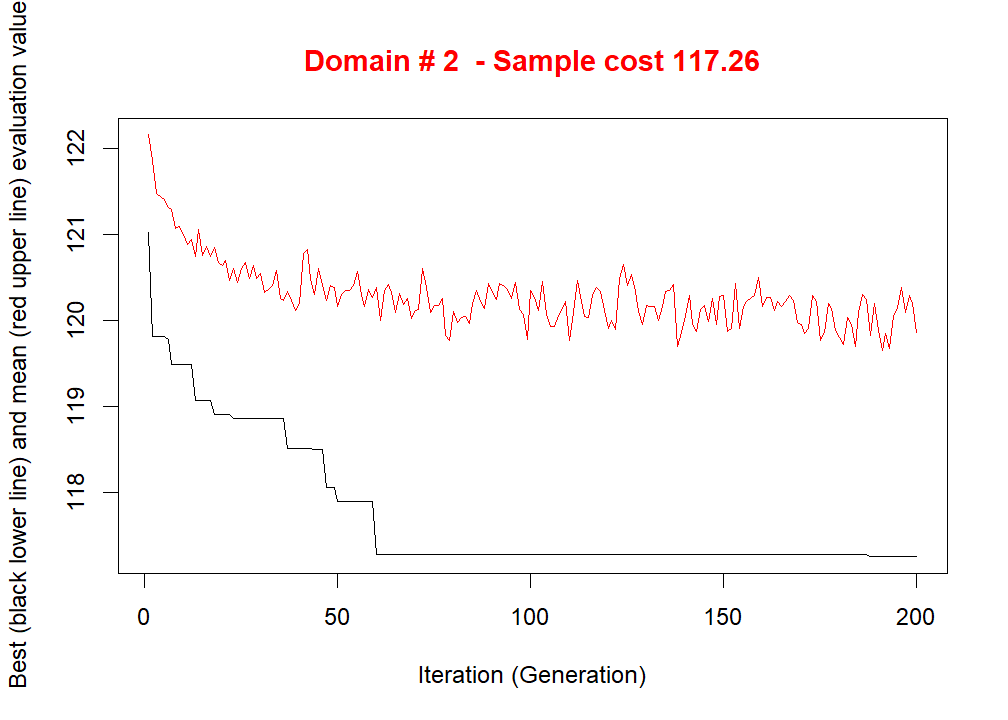 Domain # 2 - Sample cost 117.26
Best (black lower line) and mean (red upper line) evaluation value
122
121
120
119
118
0 50 100 150 200
Iteration (Generation)